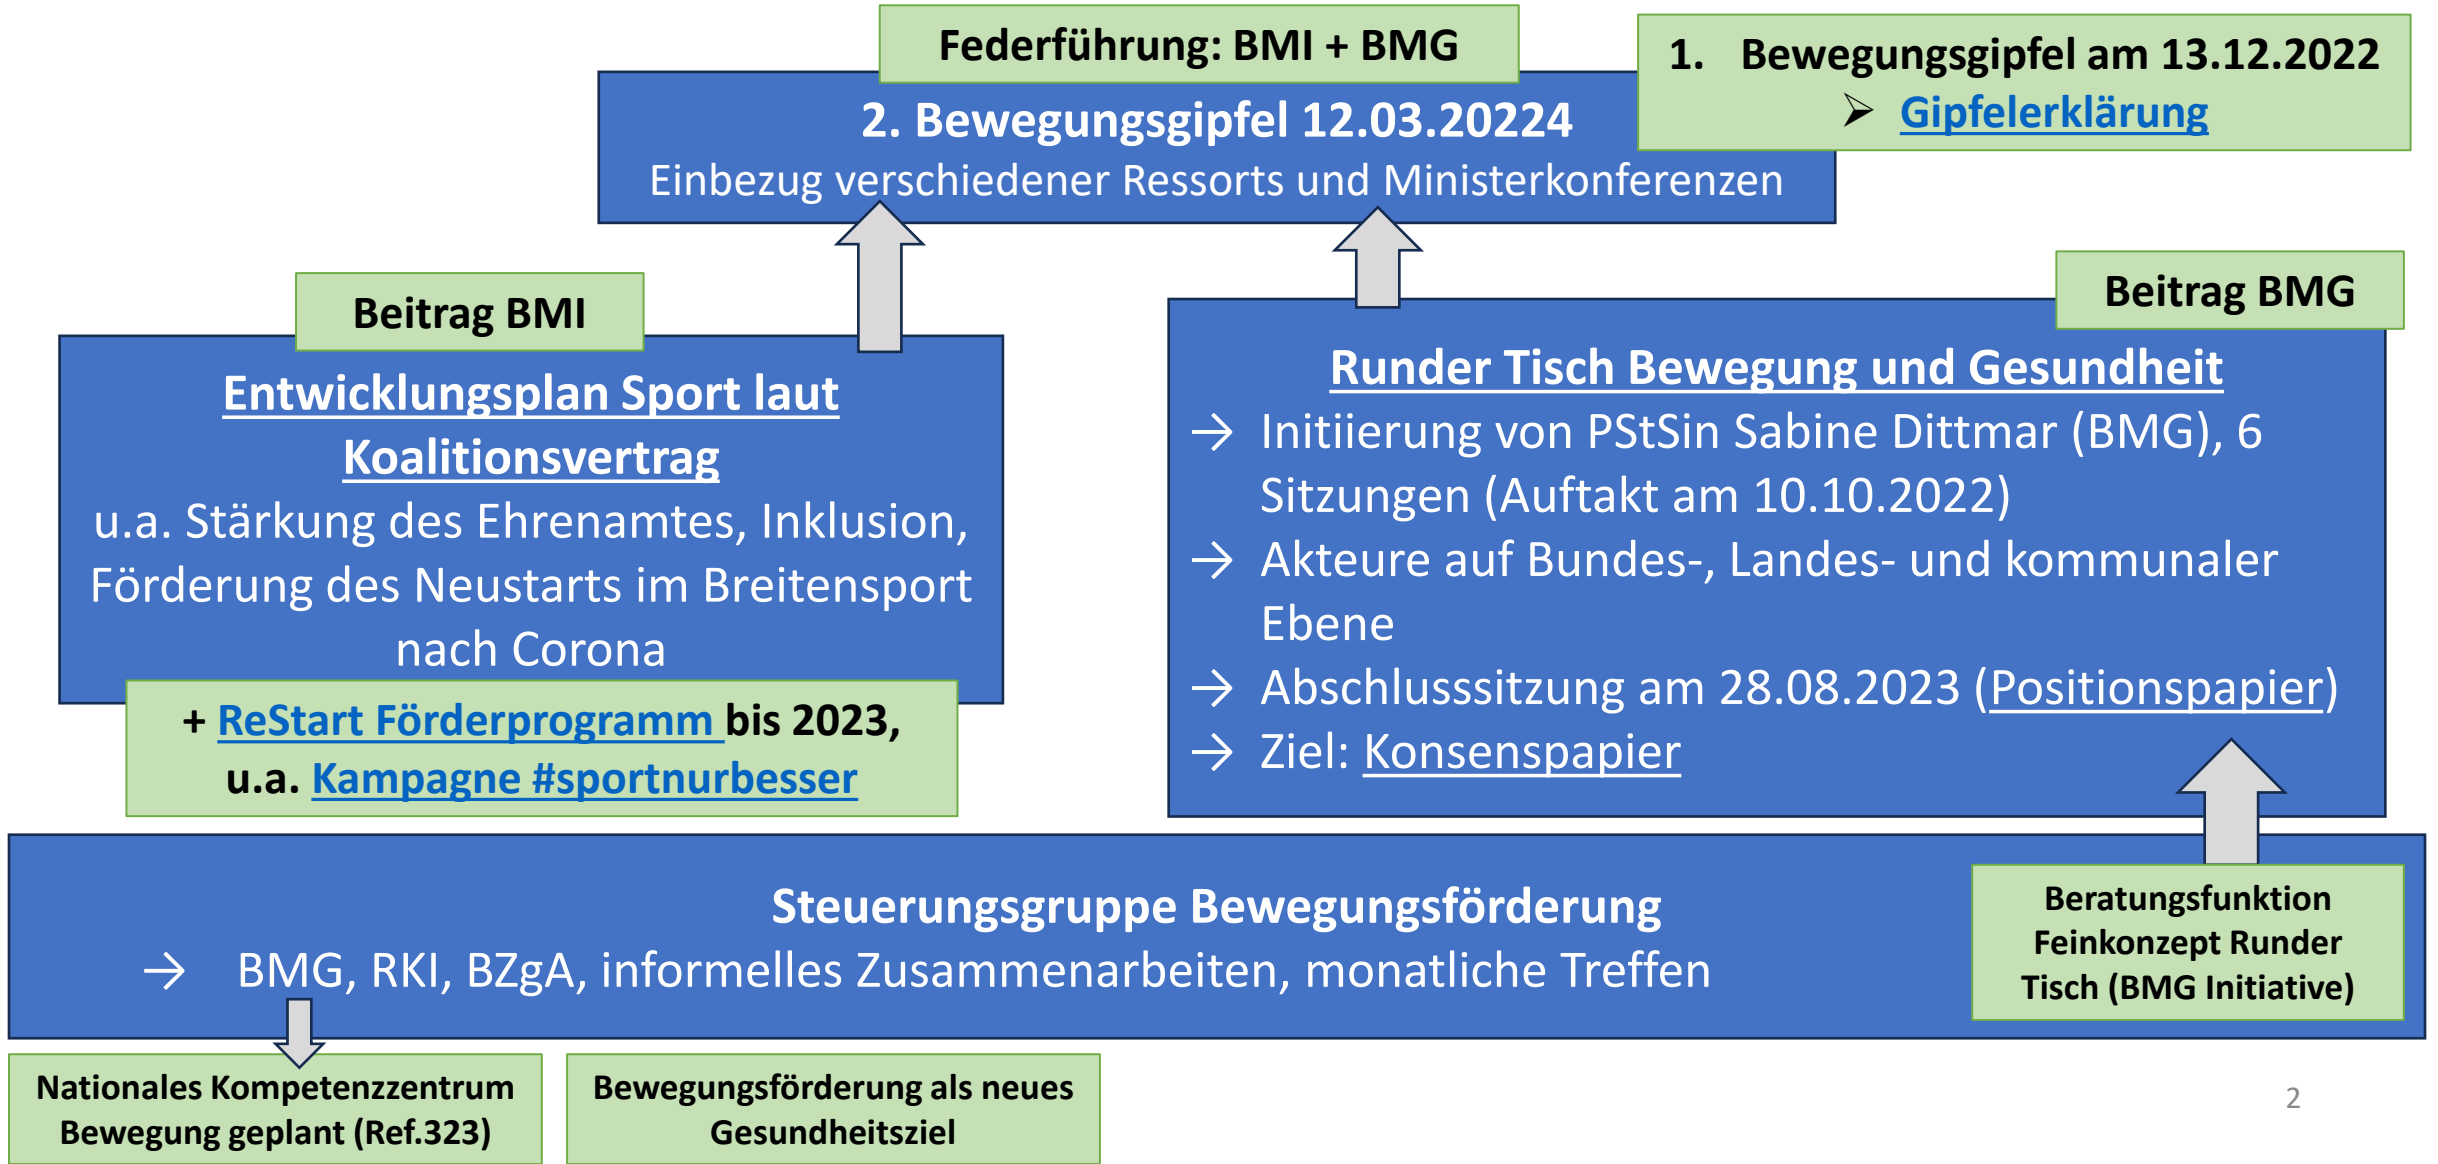 Federführung: BMI + BMG
1. Bewegungsgipfel am 13.12.2022
➢ Gipfelerklärung
2. Bewegungsgipfel 12.03.20224
Einbezug verschiedener Ressorts und Ministerkonferenzen
Beitrag BMI
Entwicklungsplan Sport laut
Koalitionsvertrag
u.a. Stärkung des Ehrenamtes, Inklusion,
Förderung des Neustarts im Breitensport
nach Corona
+ ReStart Förderprogramm bis 2023,
u.a. Kampagne #sportnurbesser
Beitrag BMG
Runder Tisch Bewegung und Gesundheit
→ Initiierung von PStSin Sabine Dittmar (BMG), 6
Sitzungen (Auftakt am 10.10.2022)
→ Akteure auf Bundes-, Landes- und kommunaler
Ebene
→ Abschlusssitzung am 28.08.2023 (Positionspapier)
→ Ziel: Konsenspapier
Steuerungsgruppe Bewegungsförderung
→ BMG, RKI, BZgA, informelles Zusammenarbeiten, monatliche Treffen
Beratungsfunktion
Feinkonzept Runder
Tisch (BMG Initiative)
Nationales Kompetenzzentrum
Bewegung geplant (Ref.323)
Bewegungsförderung als neues
Gesundheitsziel
2